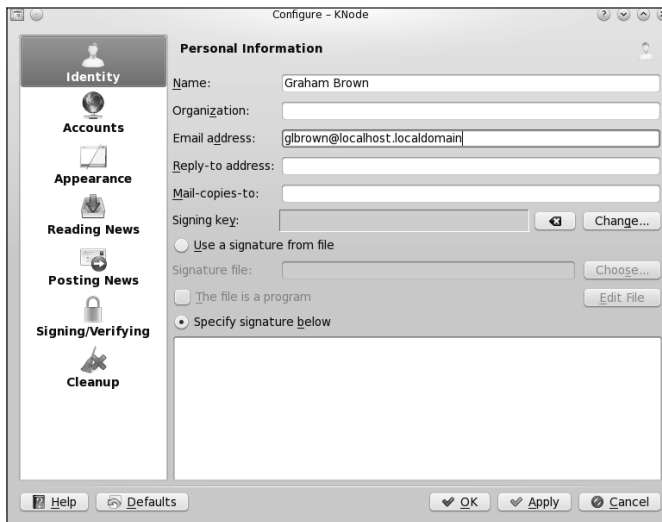 Configure – KNode
Identity
Accounts
Appearance
Reading News
Posting News
Signing/Verifying
Cleanup
Personal Information
Name: Graham Brown
Organization:
Email address: glbrown@localhost.localdomain
Reply-to address:
Mail-copies-to:
Signing key: Change...
Use a signature from file
Signature file: Choose...
The file is a program Edit File
Specify signature below
Help Defaults OK Apply Cancel